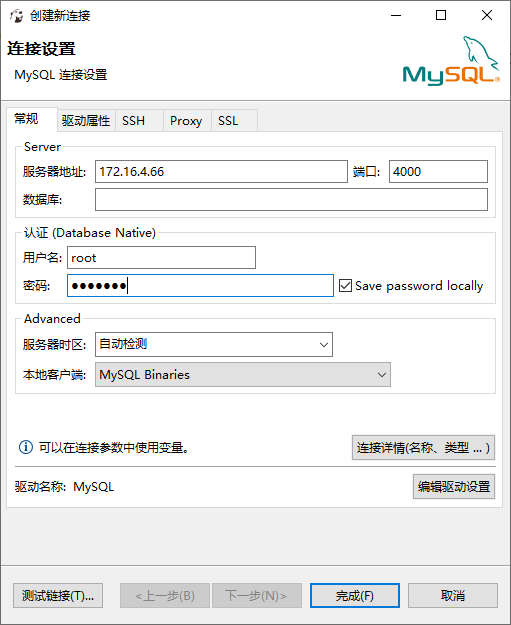 创建新连接
连接设置
MySQL 连接设置
MySQL
常规 驱动属性 SSH Proxy SSL
Server
服务器地址: 172.16.4.66 端口: 4000
数据库:
认证 (Database Native)
用户名: root
密码: ●●●●●●● Save password locally
Advanced
服务器时区: 自动检测
本地客户端: MySQL Binaries
可以在连接参数中使用变量。 连接详情(名称、类型 ... )
驱动名称: MySQL 编辑驱动设置
测试链接(T)... <上一步(B) 下一步(N)> 完成(F) 取消